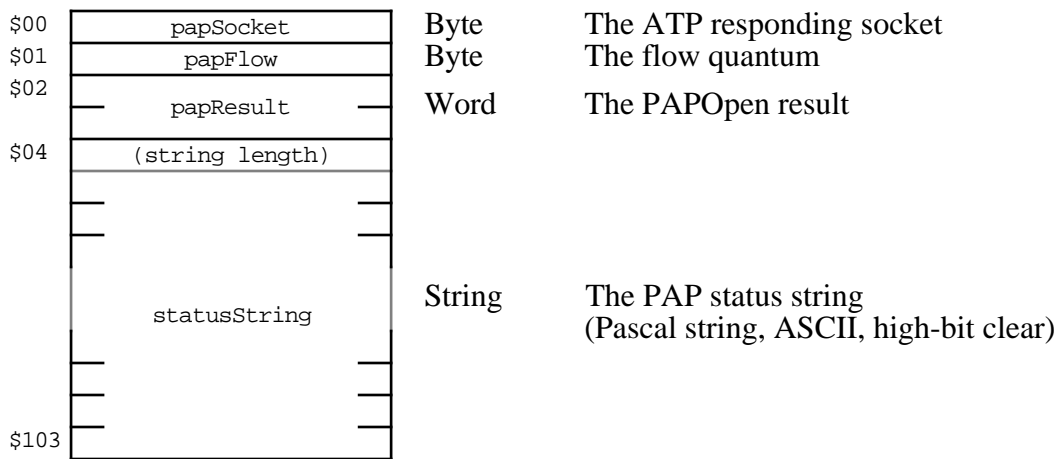 $00 papSocket Byte The ATP responding socket
$01 papFlow Byte The flow quantum
$02
papResult Word The PAPOpen result
$04 (string length)
statusString String The PAP status string
(Pascal string, ASCII, high-bit clear)
$103